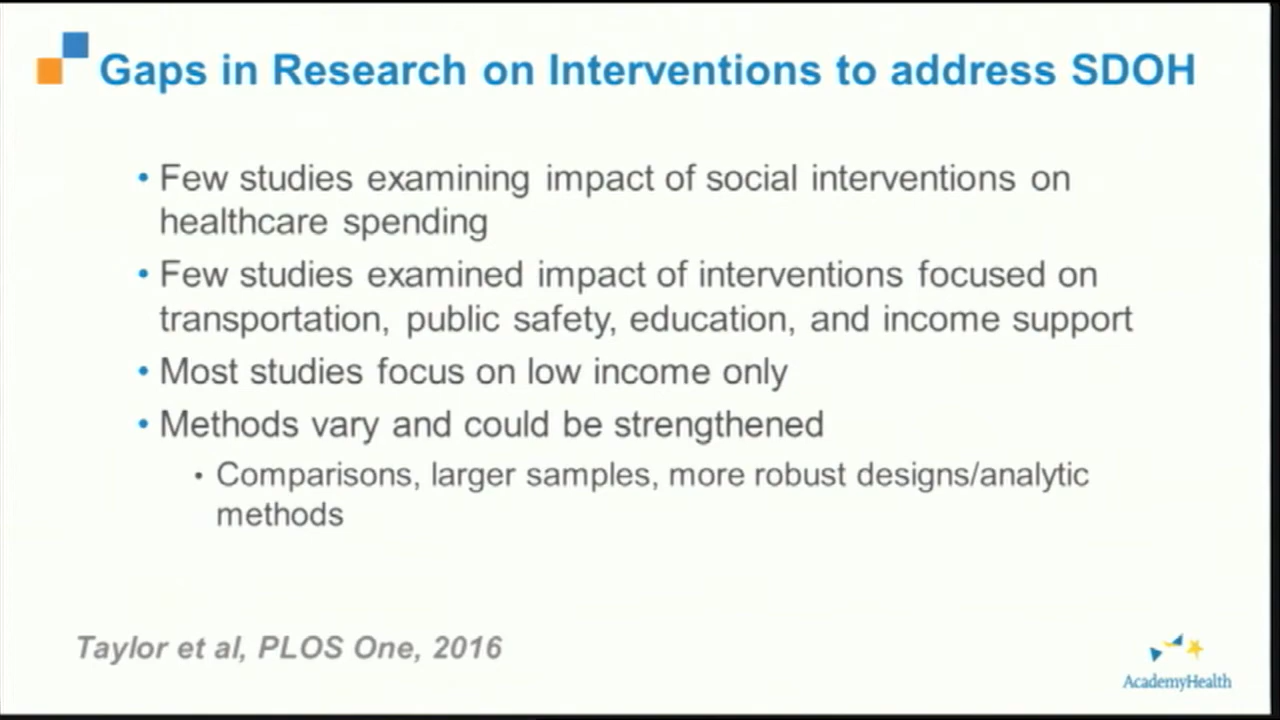 Gaps in Research on Interventions to address SDOH
• Few studies examining impact of social interventions on
healthcare spending
• Few studies examined impact of interventions focused on
transportation, public safety, education, and income support
• Most studies focus on low income only
• Methods vary and could be strengthened
• Comparisons, larger samples, more robust designs/analytic
methods
Taylor et al, PLOS One, 2016
AcademyHealth